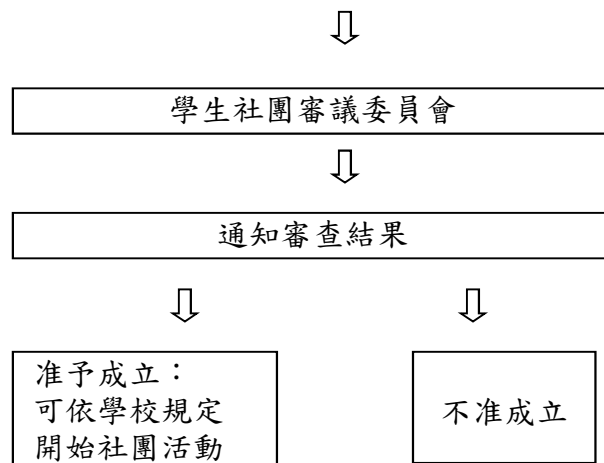 學生社團審議委員會
通知審查結果
准予成立：
可依學校規定
開始社團活動
不准成立